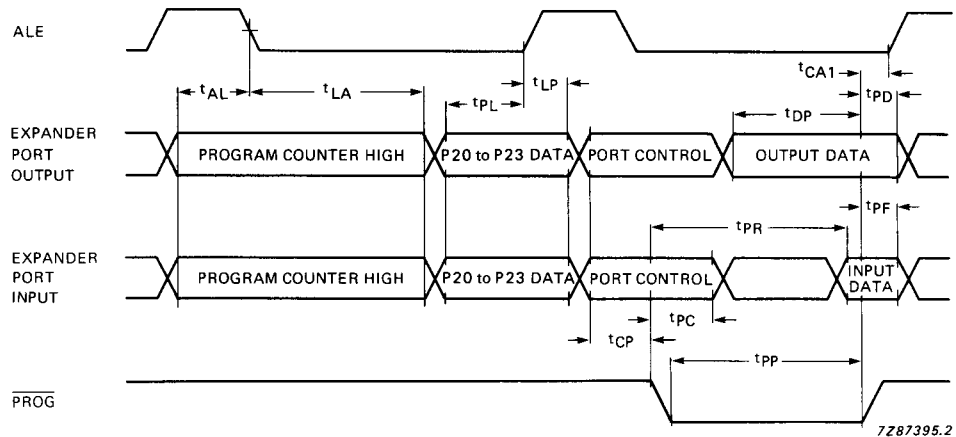 ALE
tCA1
tAL
tLA
tPL
tLP
tPD
tDP
EXPANDER
PORT
OUTPUT
PROGRAM COUNTER HIGH
P20 to P23 DATA
PORT CONTROL
OUTPUT DATA
tPF
tPR
EXPANDER
PORT
INPUT
PROGRAM COUNTER HIGH
P20 to P23 DATA
PORT CONTROL
INPUT
DATA
tPC
tCP
tPP
PROG
7Z87395.2